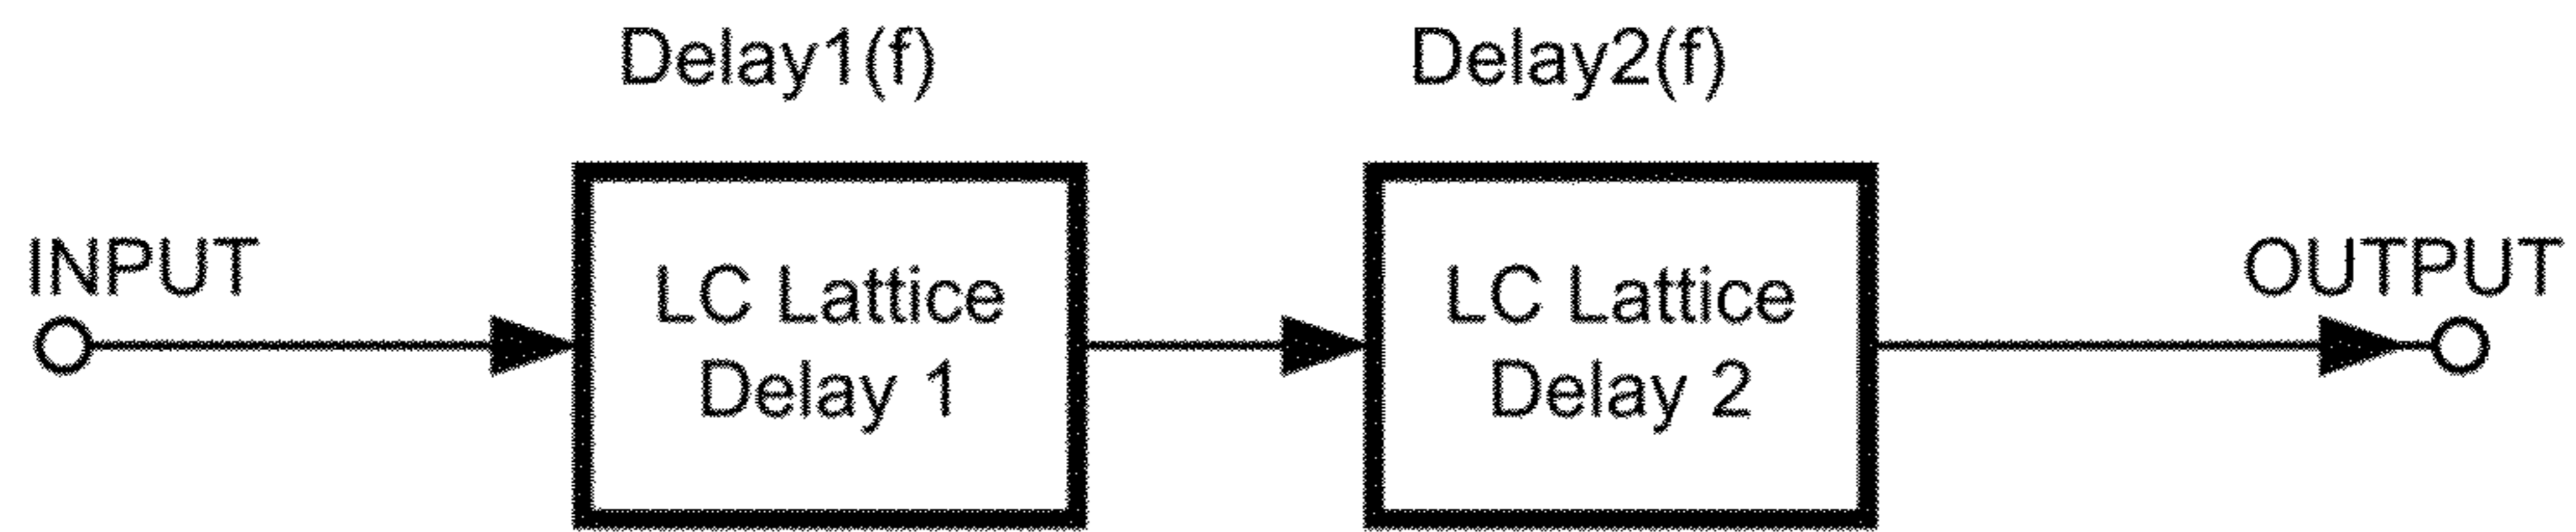 Delay1(f)
Delay2(f)
INPUT
LC Lattice
Delay 1
LC Lattice
Delay 2
OUTPUT